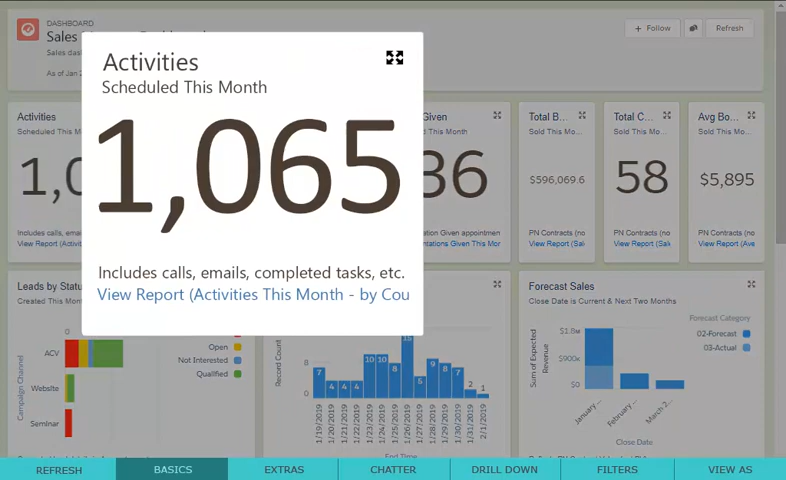 DASHBOARD
Sales
Sales das
As of Jan 2
Follow
Refresh
Activities
Scheduled This Month
1,065
Includes calls, emails, completed tasks, etc.
View Report (Activities This Month - by Cou
Activities
Scheduled This M
1,0
Includes calls, ema
View Report (Activit
Given
This Month
36
ation Given appointmen
ntations Given This Mor
Total B...
Sold This Mo...
$596,069.6
PN Contracts (no
View Report (Sal
Total C...
Sold This Mo...
58
PN Contracts (no
View Report (Sal
Avg Bo...
Sold This Mo...
$5,895
PN Contracts (no
View Report (Ave
Leads by Statu
Created This Mon
0
Campaign Channel
ACV
Website
Seminar
Open
Not Interested
Qualified
Record Count
8
0
7 4 4 4 10 10 8 15 5 9 8 7 2 1
1/19/2019
1/20/2019
1/21/2019
1/22/2019
1/23/2019
1/24/2019
1/25/2019
1/26/2019
1/27/2019
1/28/2019
1/29/2019
1/30/2019
1/31/2019
2/1/2019
Forecast Sales
Close Date is Current & Next Two Months
Forecast Category
02-Forecast
03-Actual
Sum of Expected
Revenue
$1.8M
$900k
$0
January...
February...
March 2...
Close Date
REFRESH
BASICS
EXTRAS
CHATTER
DRILL DOWN
FILTERS
VIEW AS